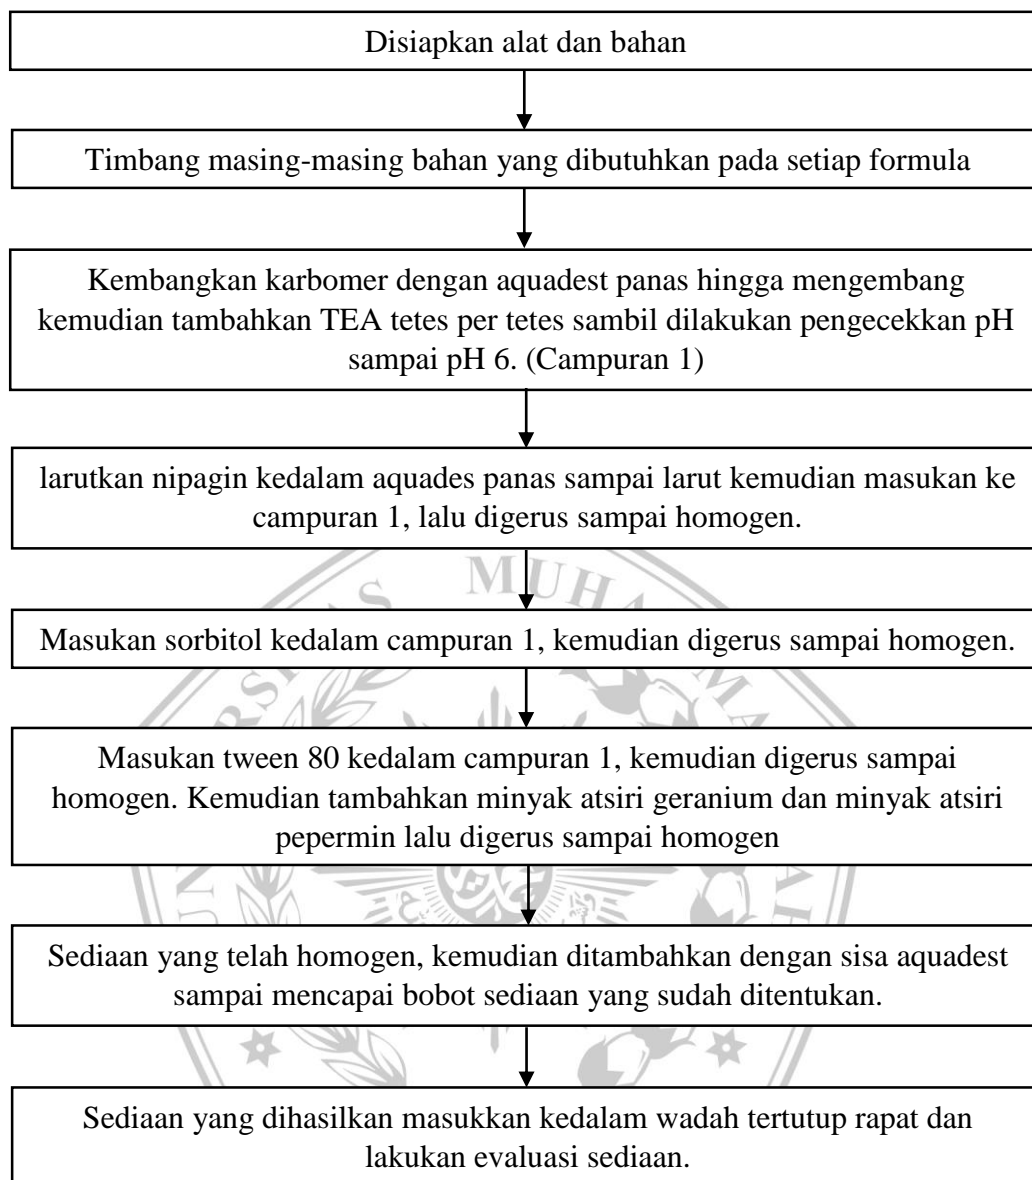 Disiapkan alat dan bahan
Timbang masing-masing bahan yang dibutuhkan pada setiap formula
Kembangkan karbomer dengan aquadest panas hingga mengembang
kemudian tambahkan TEA tetes per tetes sambil dilakukan pengecekkan pH
sampai pH 6. (Campuran 1)
larutkan nipagin kedalam aquades panas sampai larut kemudian masukan ke
campuran 1, lalu digerus sampai homogen.
Masukan sorbitol kedalam campuran 1, kemudian digerus sampai homogen.
Masukan tween 80 kedalam campuran 1, kemudian digerus sampai
homogen. Kemudian tambahkan minyak atsiri geranium dan minyak atsiri
pepermin lalu digerus sampai homogen
Sediaan yang telah homogen, kemudian ditambahkan dengan sisa aquadest
sampai mencapai bobot sediaan yang sudah ditentukan.
Sediaan yang dihasilkan masukkan kedalam wadah tertutup rapat dan
lakukan evaluasi sediaan.